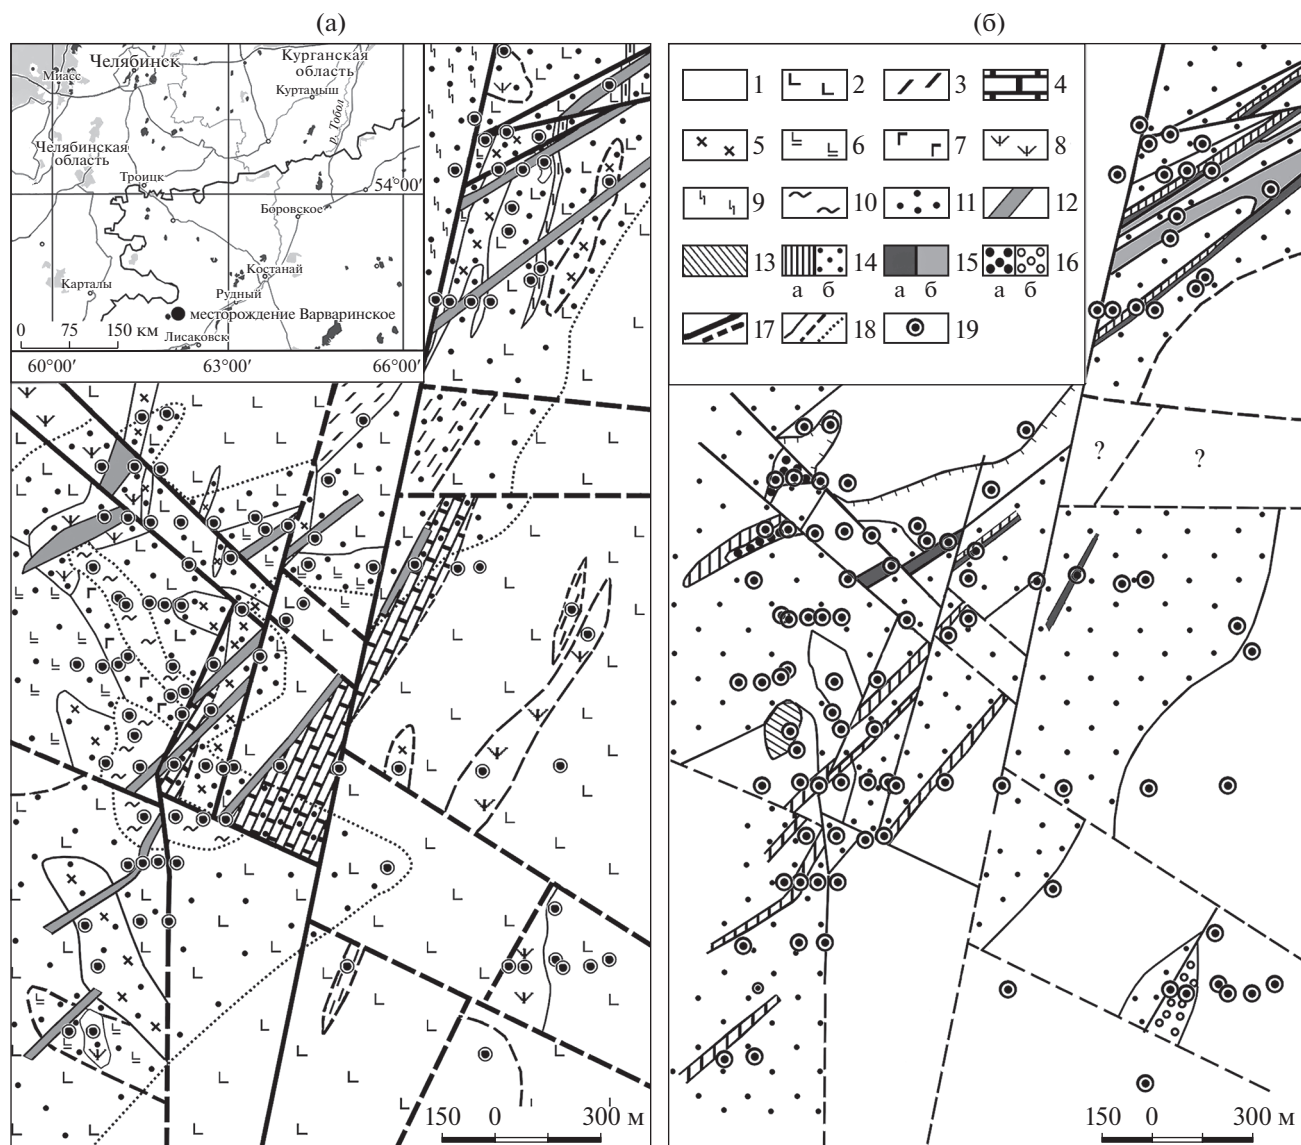 (а)
(б)
Миасс
Челябинск
Курганская
область
Куртамыш
р. Тобол
Челябинская
область
Троицк
54°00′
Боровское
Костанай
Карталы
Рудный
месторождение Варваринское
0 75 150 км
Лисаковск
60°00′ 63°00′ 66°00′
1 2 3 4
5 6 7 8
9 10 11 12
13 14 15 16
а б а б а б
17 18 19
? ?
150 0 300 м
150 0 300 м